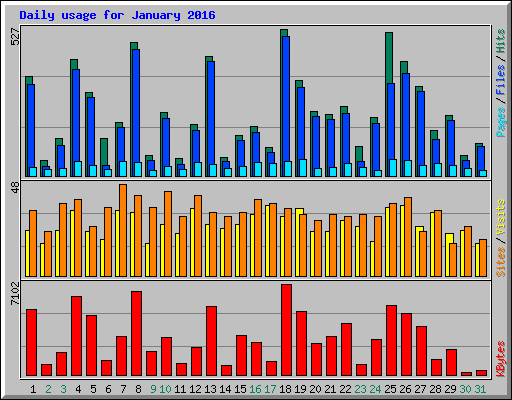 Daily usage for January 2016
527
Pages / Files / Hits
48
Sites / Visits
7102
KBytes
1 2 3 4 5 6 7 8 9 10 11 12 13 14 15 16 17 18 19 20 21 22 23 24 25 26 27 28 29 30 31